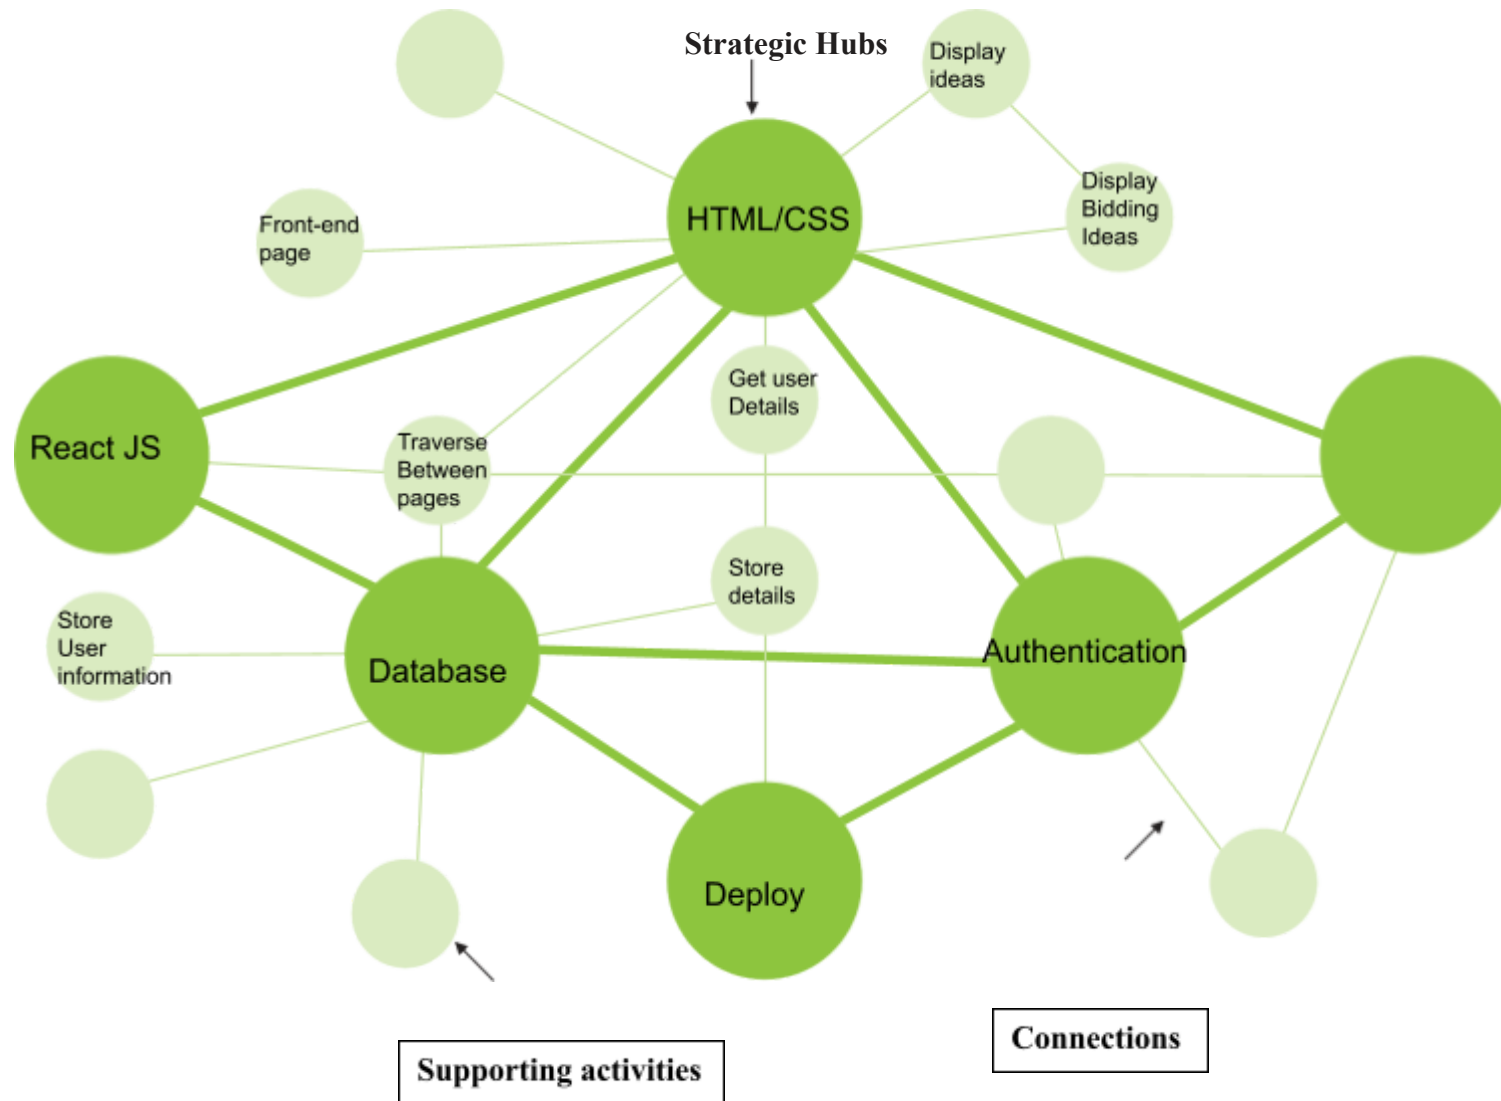 Strategic Hubs
Display
ideas
Display
Bidding
Ideas
HTML/CSS
Front-end
page
Get user
Details
React JS
Traverse
Between
pages
Store
details
Store
User
information
Database
Authentication
Deploy
Connections
Supporting activities